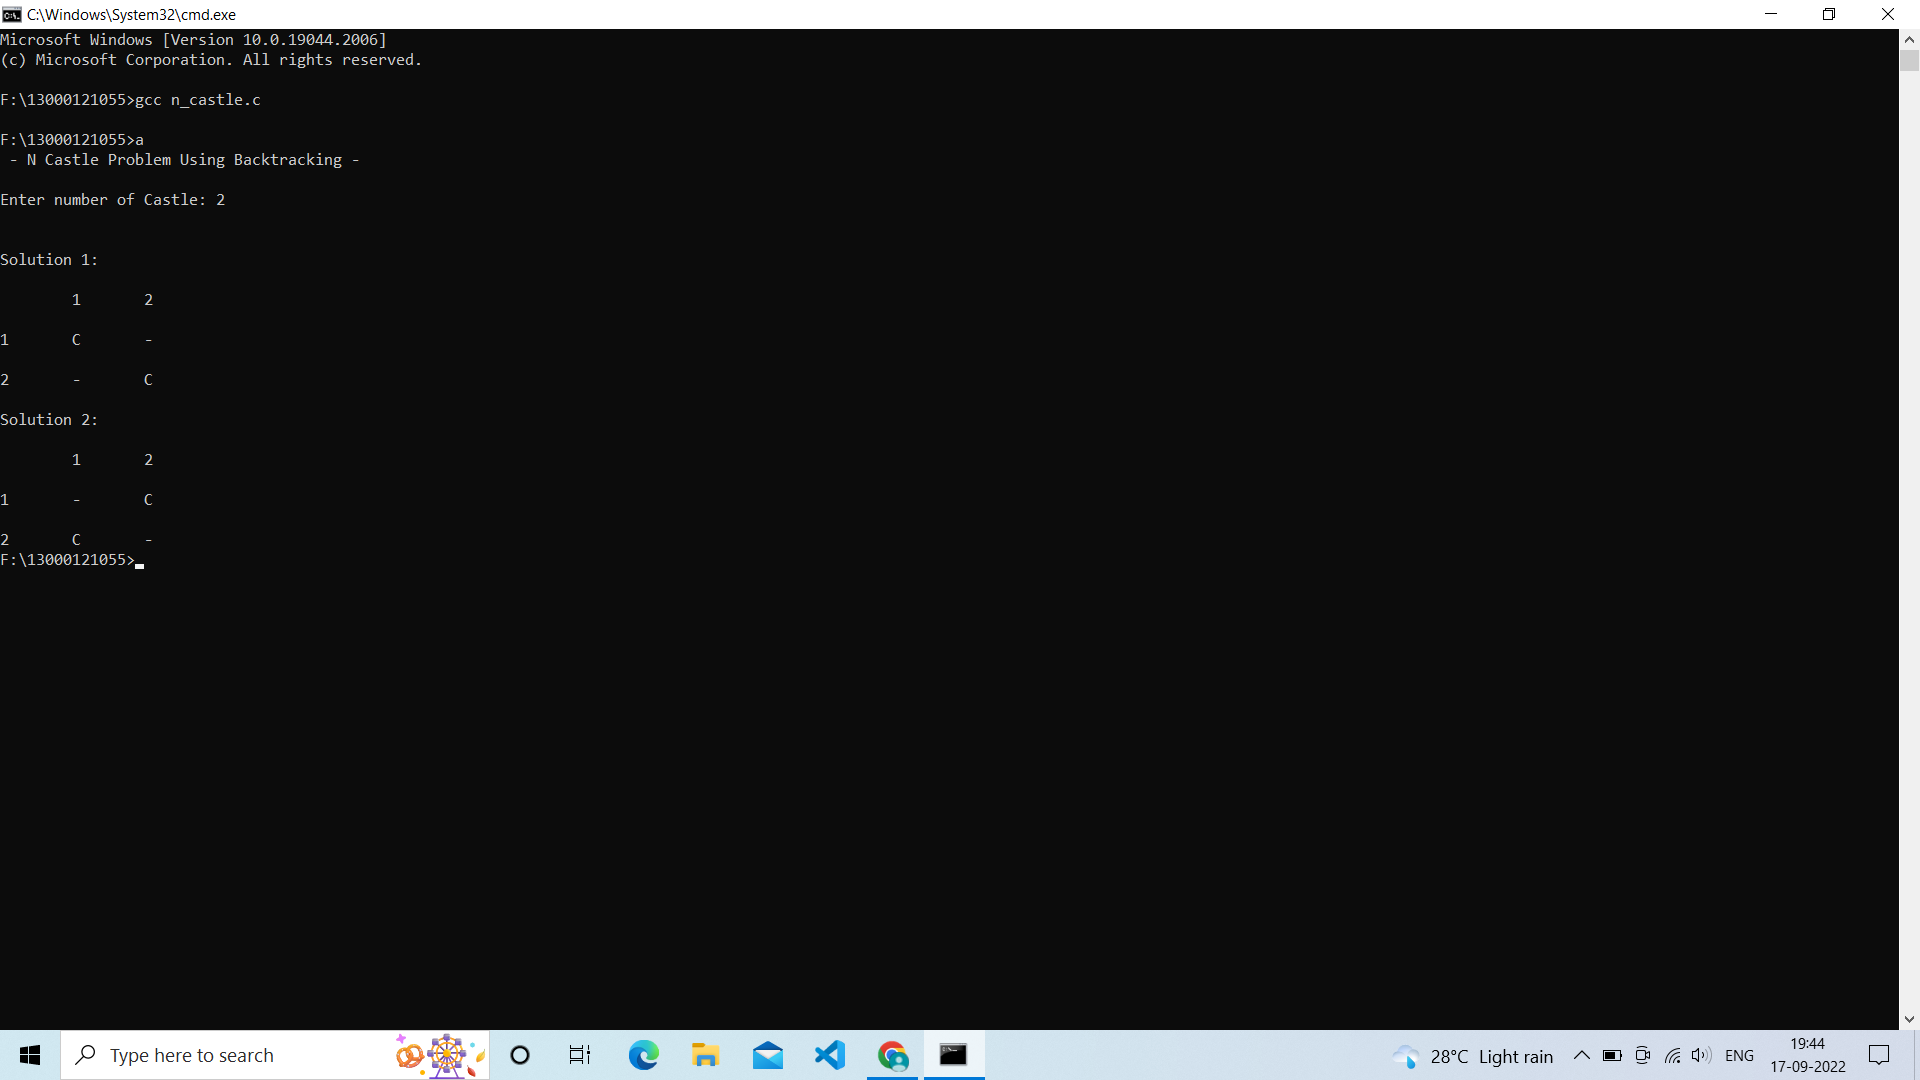 C:\Windows\System32\cmd.exe
Microsoft Windows [Version 10.0.19044.2006]
(c) Microsoft Corporation. All rights reserved.
F:\13000121055>gcc n_castle.c
F:\13000121055>a
- N Castle Problem Using Backtracking -
Enter number of Castle: 2
Solution 1:
1 2
1 C -
2 - C
Solution 2:
1 2
1 - C
2 C -
F:\13000121055>
Type here to search
28°C Light rain
ENG
19:44
17-09-2022